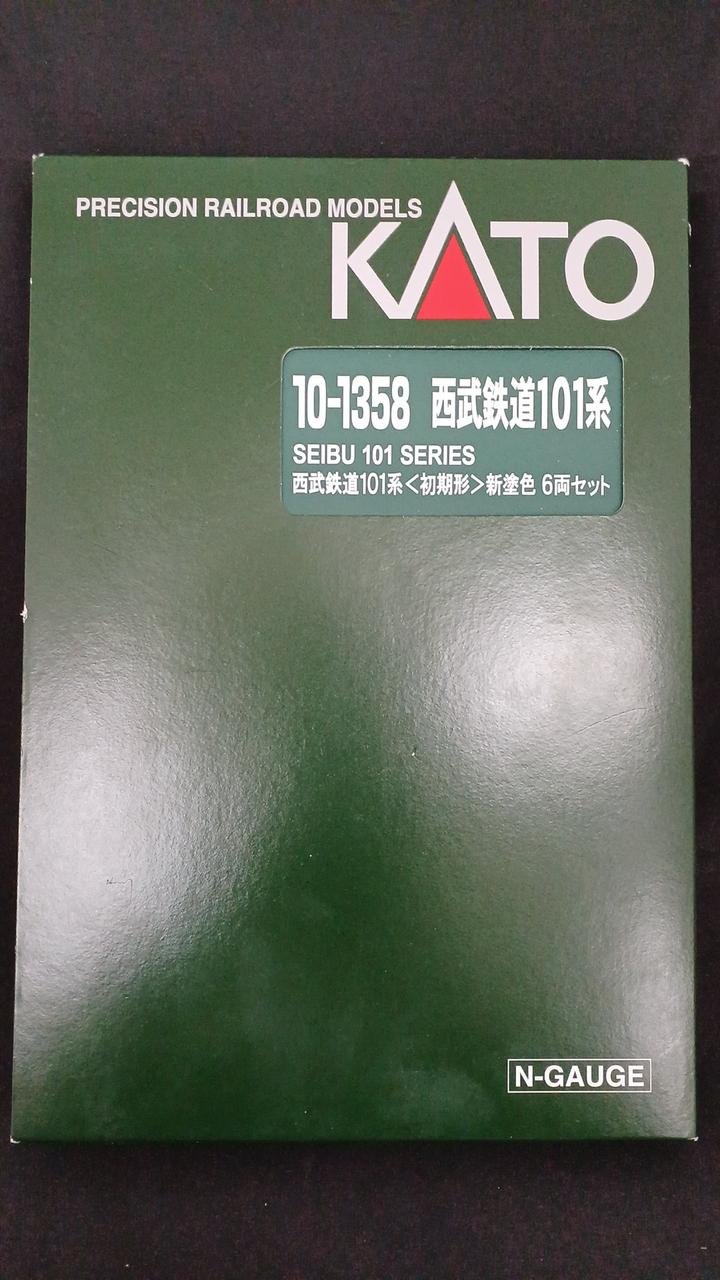 PRECISION RAILROAD MODELS
KATO
10-1358 西武鉄道101系
SEIBU 101 SERIES
西武鉄道101系<初期形>新塗色 6両セット
N-GAUGE